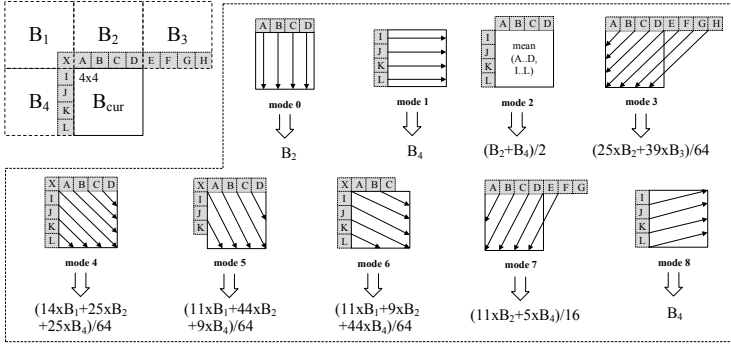 B1 B2 B3
X A B C D E F G H
I 4x4
J
K
L
B4 Bcur
A B C D
mode 0
B2
I
J
K
L
mode 1
B4
A B C D
I
J
K
L
mean
(A..D,
I..L)
mode 2
(B2+B4)/2
A B C D E F G H
mode 3
(25xB2+39xB3)/64
X A B C D
I
J
K
L
mode 4
(14xB1+25xB2
+25xB4)/64
X A B C D
I
J
K
mode 5
(11xB1+44xB2
+9xB4)/64
X A B C
I
J
K
L
mode 6
(11xB1+9xB2
+44xB4)/64
A B C D E F G
mode 7
(11xB2+5xB4)/16
I
J
K
L
mode 8
B4